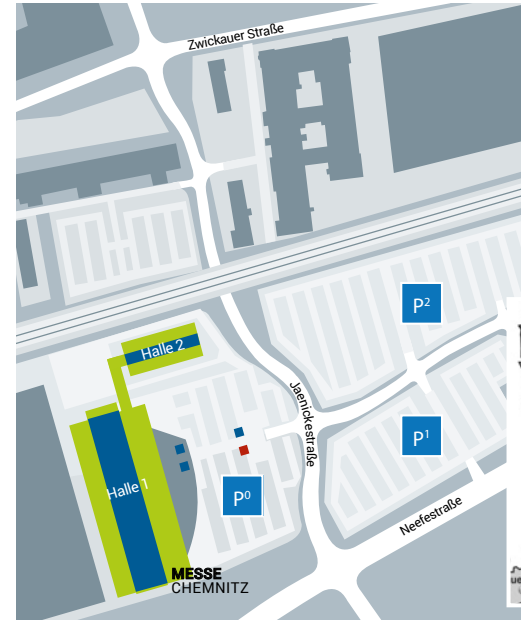 Zwickauer Straße
P²
Halle 2
Jaenickestraße
P¹
Halle 1
P⁰
Neefestraße
MESSE
CHEMNITZ